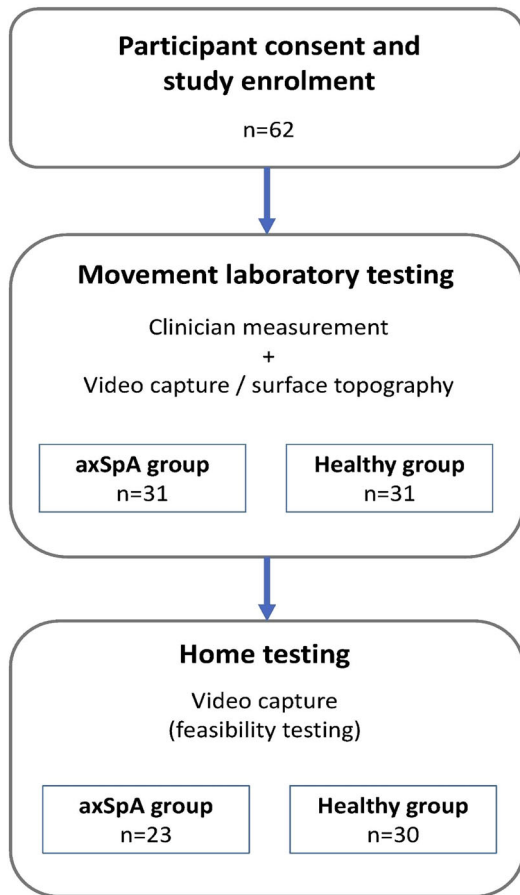 Participant consent and
study enrolment
n=62
Movement laboratory testing
Clinician measurement
+
Video capture / surface topography
axSpA group
n=31
Healthy group
n=31
Home testing
Video capture
(feasibility testing)
axSpA group
n=23
Healthy group
n=30